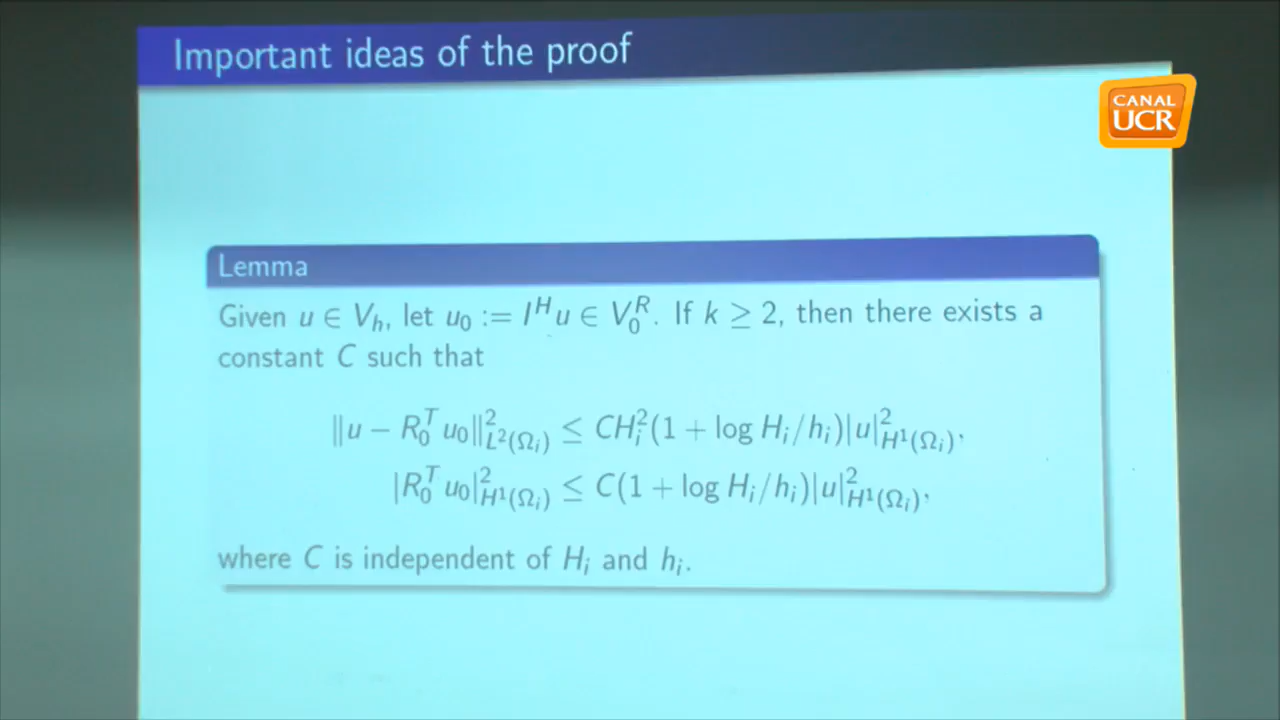 Important ideas of the proof
CANAL
UCR
Lemma
Given u ∈ V_h, let u_0 := I^H u ∈ V_0^R. If k ≥ 2, then there exists a
constant C such that
‖u − R_0^T u_0‖²_{L²(Ω_i)} ≤ CH_i²(1 + log H_i/h_i)|u|²_{H¹(Ω_i)},
|R_0^T u_0|²_{H¹(Ω_i)} ≤ C(1 + log H_i/h_i)|u|²_{H¹(Ω_i)},
where C is independent of H_i and h_i.